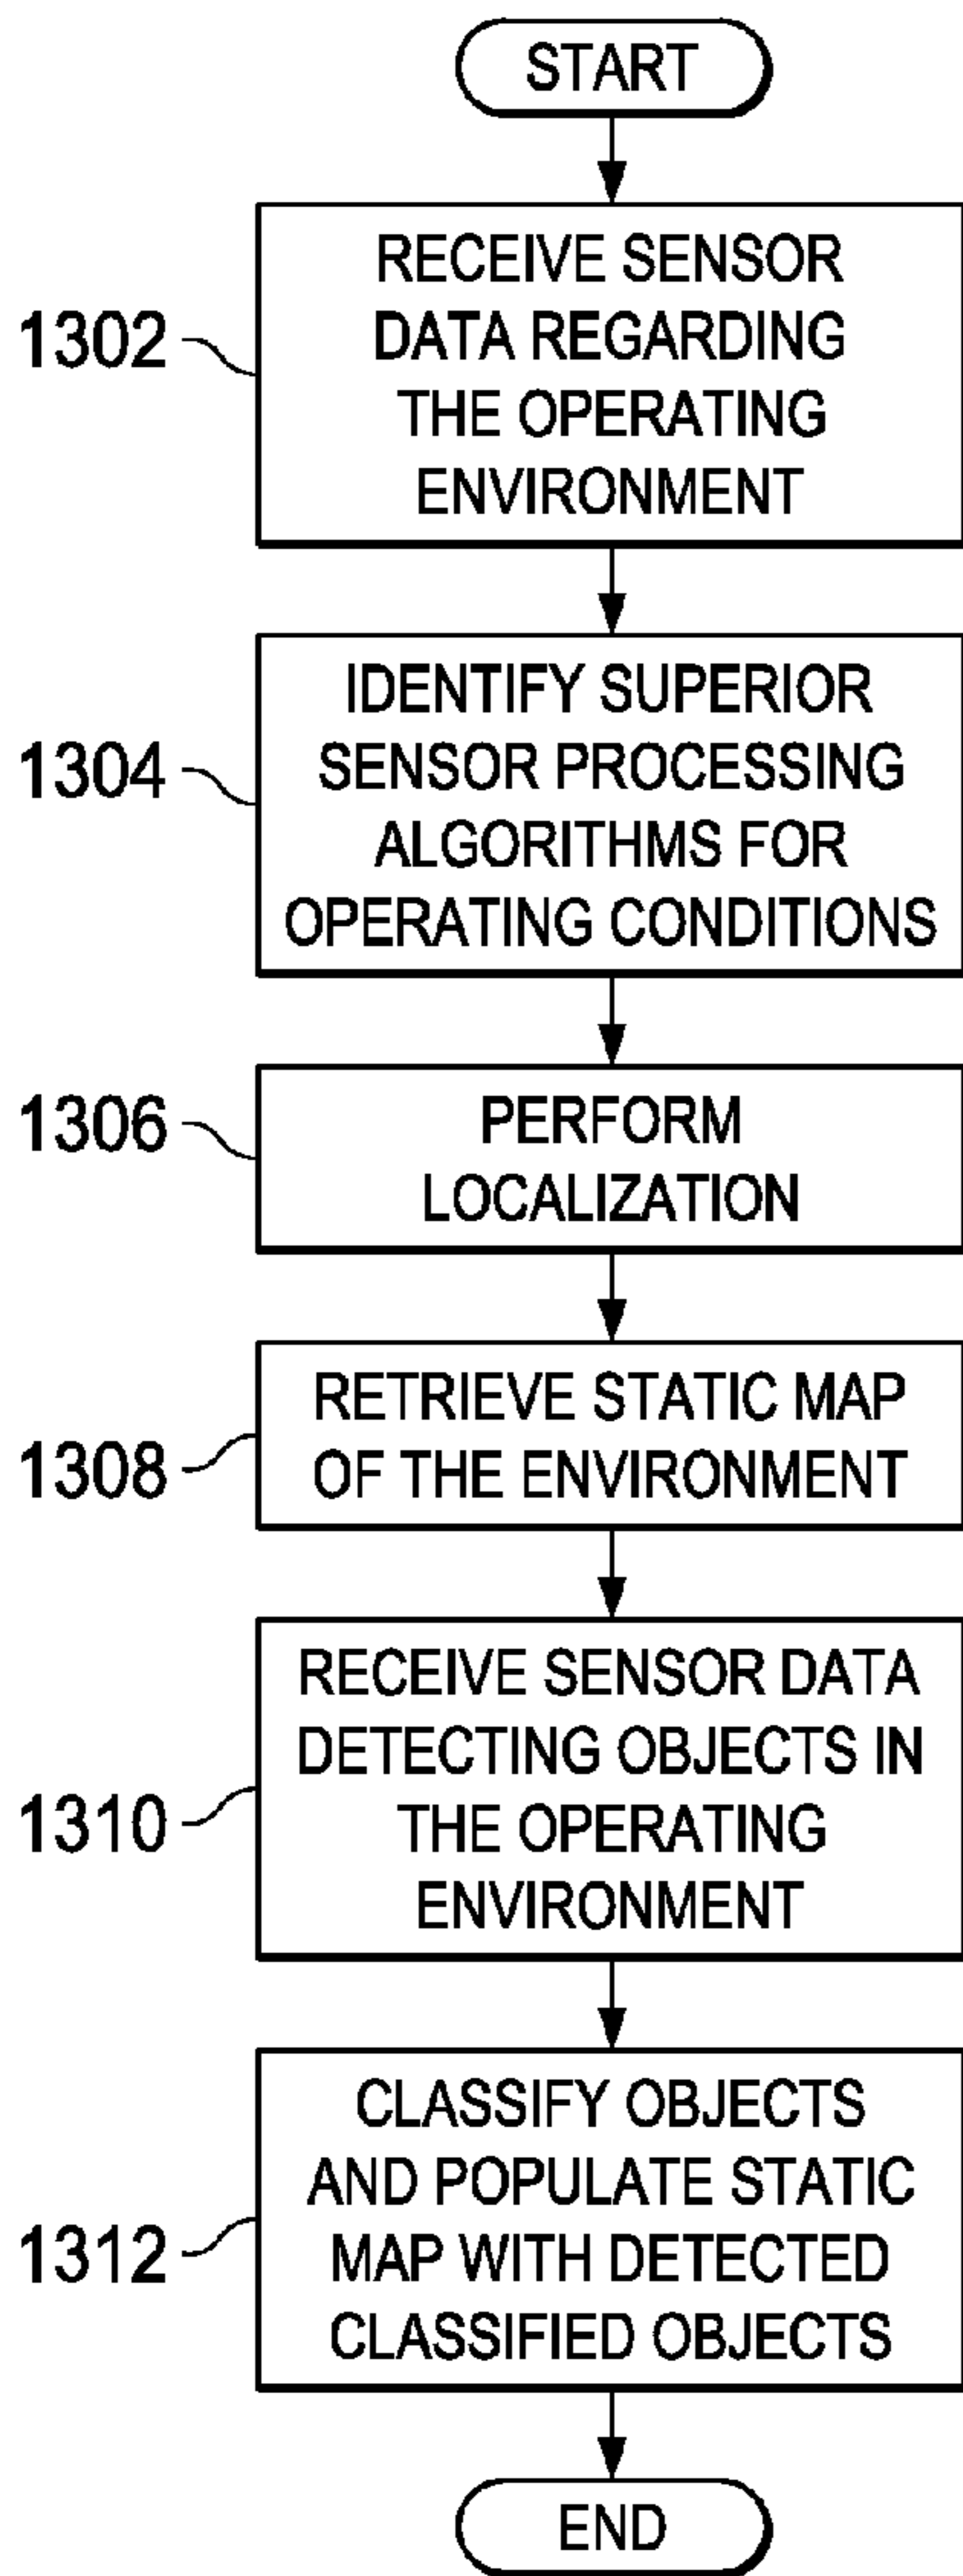 START
1302
RECEIVE SENSOR
DATA REGARDING
THE OPERATING
ENVIRONMENT
1304
IDENTIFY SUPERIOR
SENSOR PROCESSING
ALGORITHMS FOR
OPERATING CONDITIONS
1306
PERFORM
LOCALIZATION
1308
RETRIEVE STATIC MAP
OF THE ENVIRONMENT
1310
RECEIVE SENSOR DATA
DETECTING OBJECTS IN
THE OPERATING
ENVIRONMENT
1312
CLASSIFY OBJECTS
AND POPULATE STATIC
MAP WITH DETECTED
CLASSIFIED OBJECTS
END